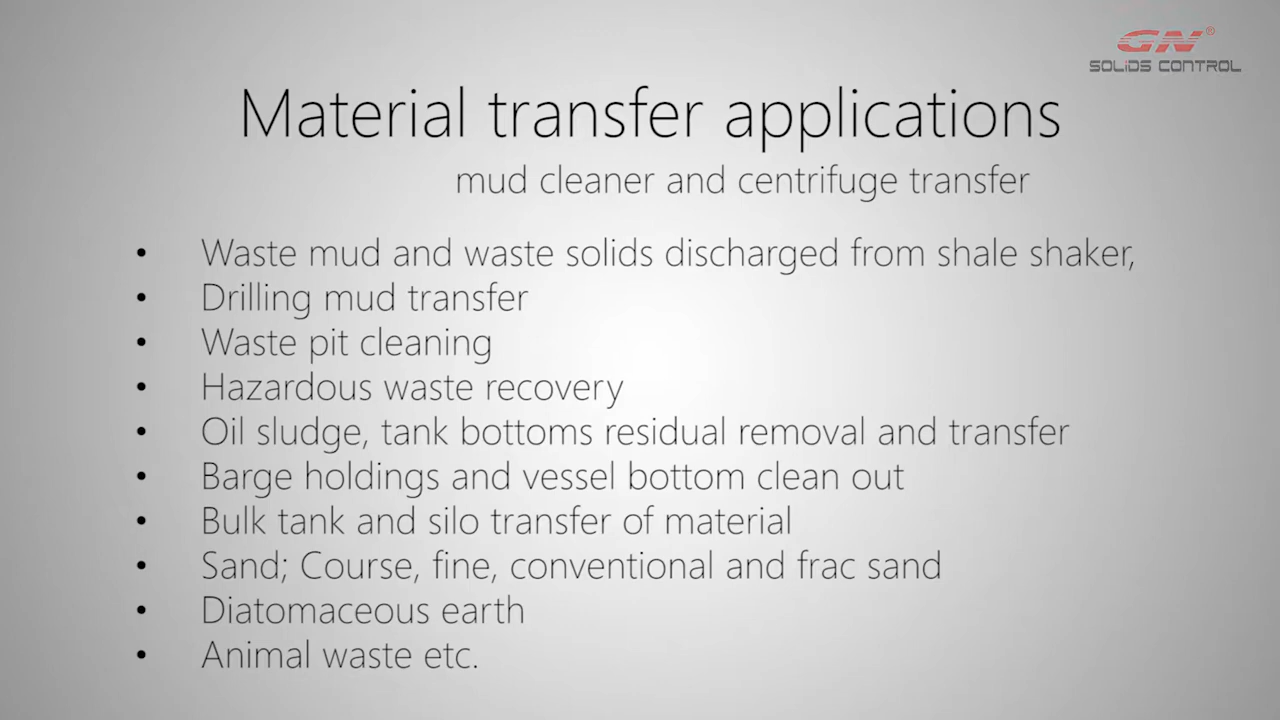 GN®
SOLIDS CONTROL
Material transfer applications
mud cleaner and centrifuge transfer
• Waste mud and waste solids discharged from shale shaker,
• Drilling mud transfer
• Waste pit cleaning
• Hazardous waste recovery
• Oil sludge, tank bottoms residual removal and transfer
• Barge holdings and vessel bottom clean out
• Bulk tank and silo transfer of material
• Sand; Course, fine, conventional and frac sand
• Diatomaceous earth
• Animal waste etc.